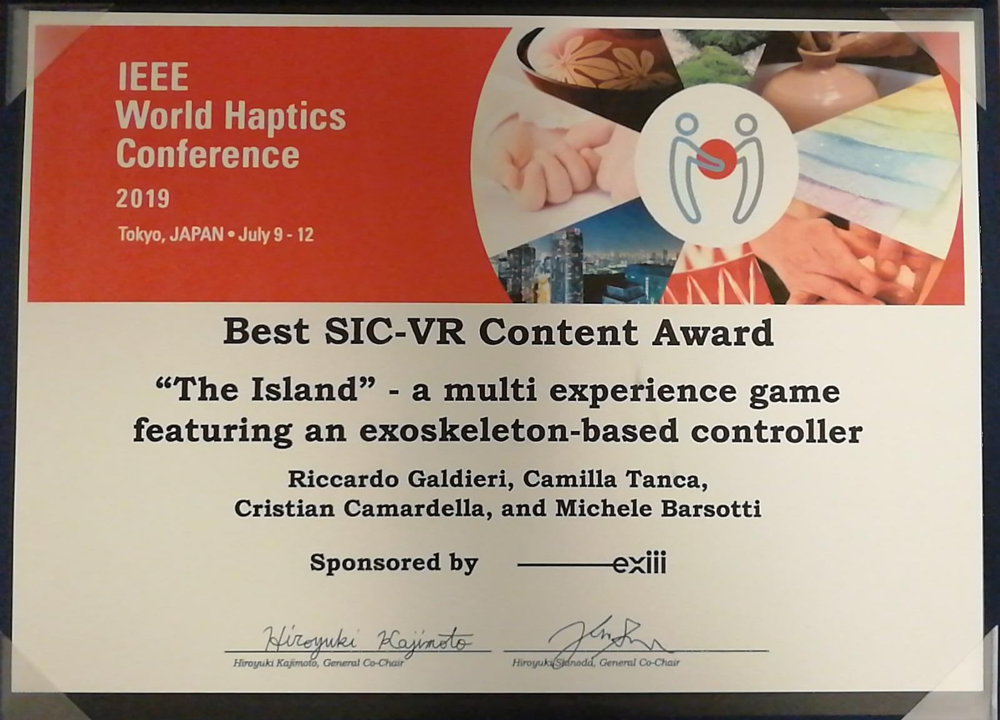 IEEE
World Haptics
Conference
2019
Tokyo, JAPAN • July 9 - 12
Best SIC-VR Content Award
“The Island” - a multi experience game
featuring an exoskeleton-based controller
Riccardo Galdieri, Camilla Tanca,
Cristian Camardella, and Michele Barsotti
Sponsored by exiii
Hiroyuki Kajimoto
Hiroyuki Kajimoto, General Co-Chair
Hiroyuki Shinoda, General Co-Chair